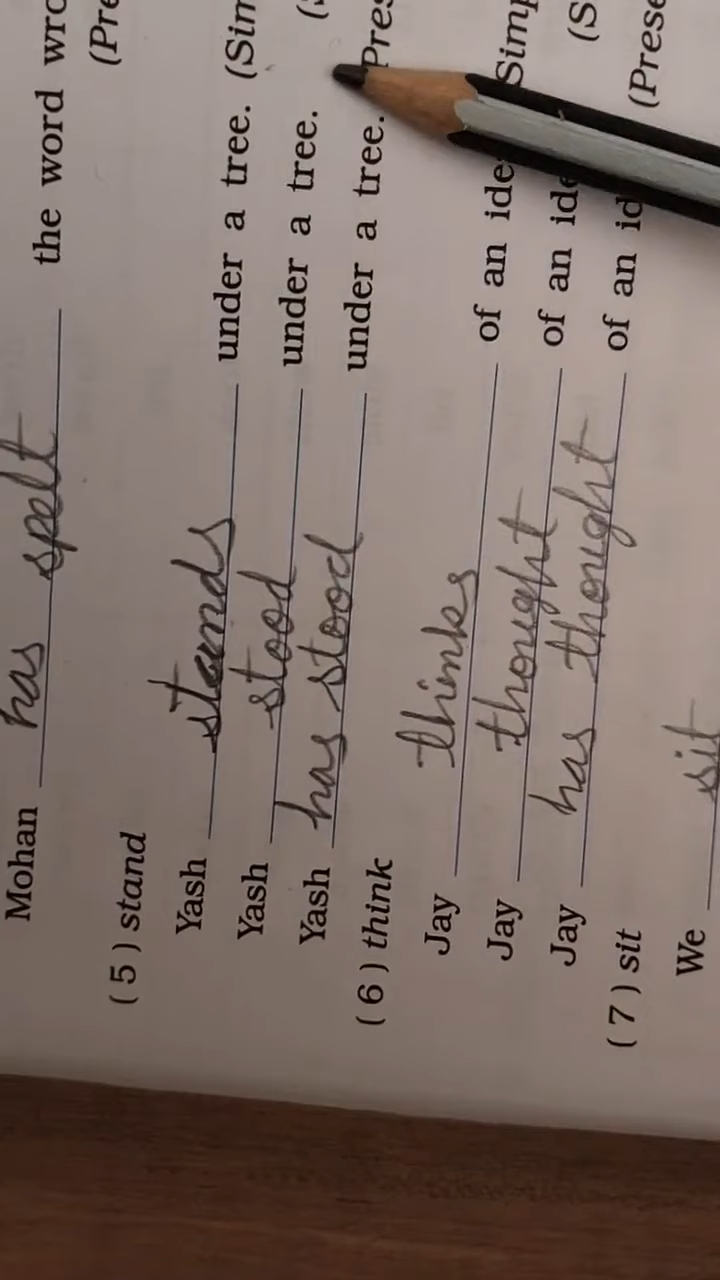 Mohan has spelt the word wro
(Pre
( 5 ) stand
Yash stands under a tree. (Sim
Yash stood under a tree. (S
Yash has stood under a tree. Pres
( 6 ) think
Jay thinks of an ide Simp
Jay thought of an ide (S
Jay has thought of an id (Prese
( 7 ) sit
We sit